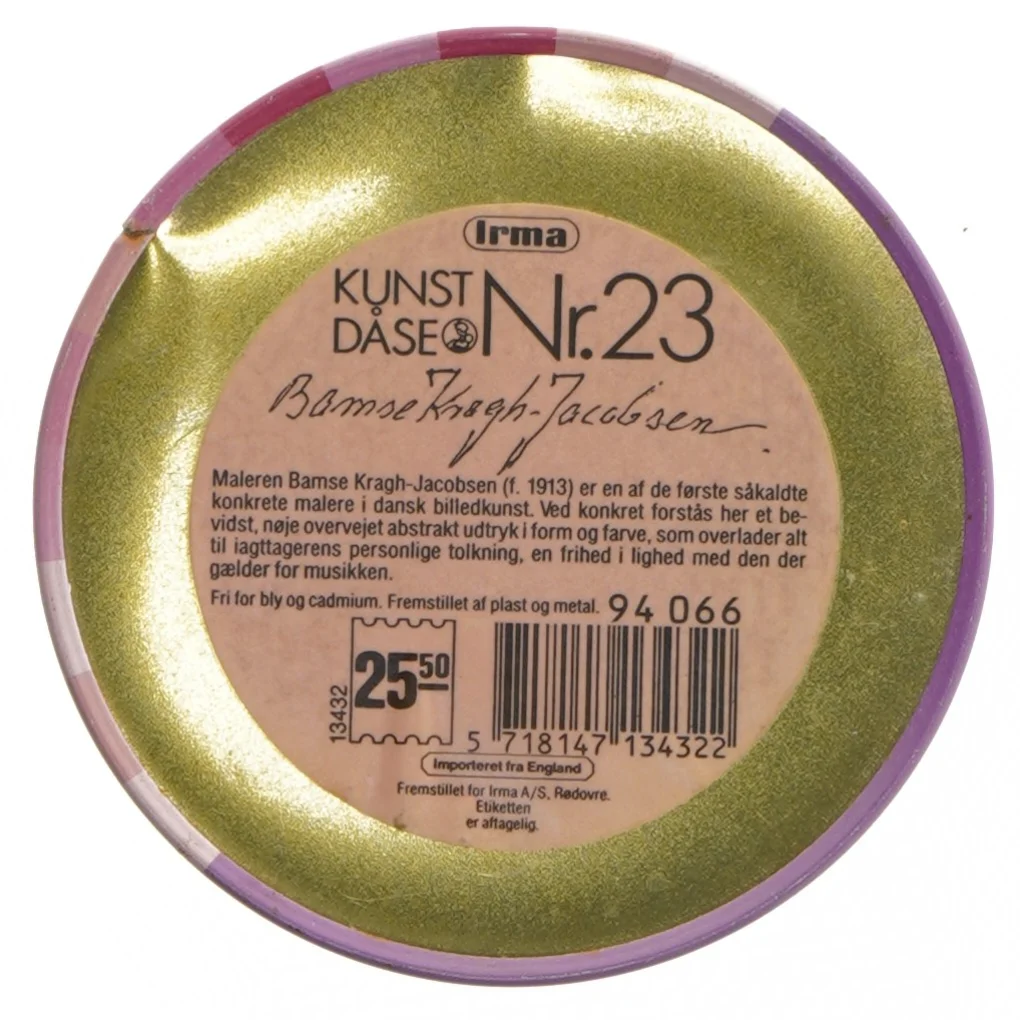 Irma
KUNST
DÅSE Nr.23
Bamse Kragh-Jacobsen
Maleren Bamse Kragh-Jacobsen (f. 1913) er en af de første såkaldte
konkrete malere i dansk billedkunst. Ved konkret forstås her et be-
vidst, nøje overvejet abstrakt udtryk i form og farve, som overlader alt
til iagttagerens personlige tolkning, en frihed i lighed med den der
gælder for musikken.
Fri for bly og cadmium. Fremstillet af plast og metal. 94 066
13432
25 50
5 718147 134322
Importeret fra England
Fremstillet for Irma A/S, Rødovre.
Etiketten
er aftagelig.